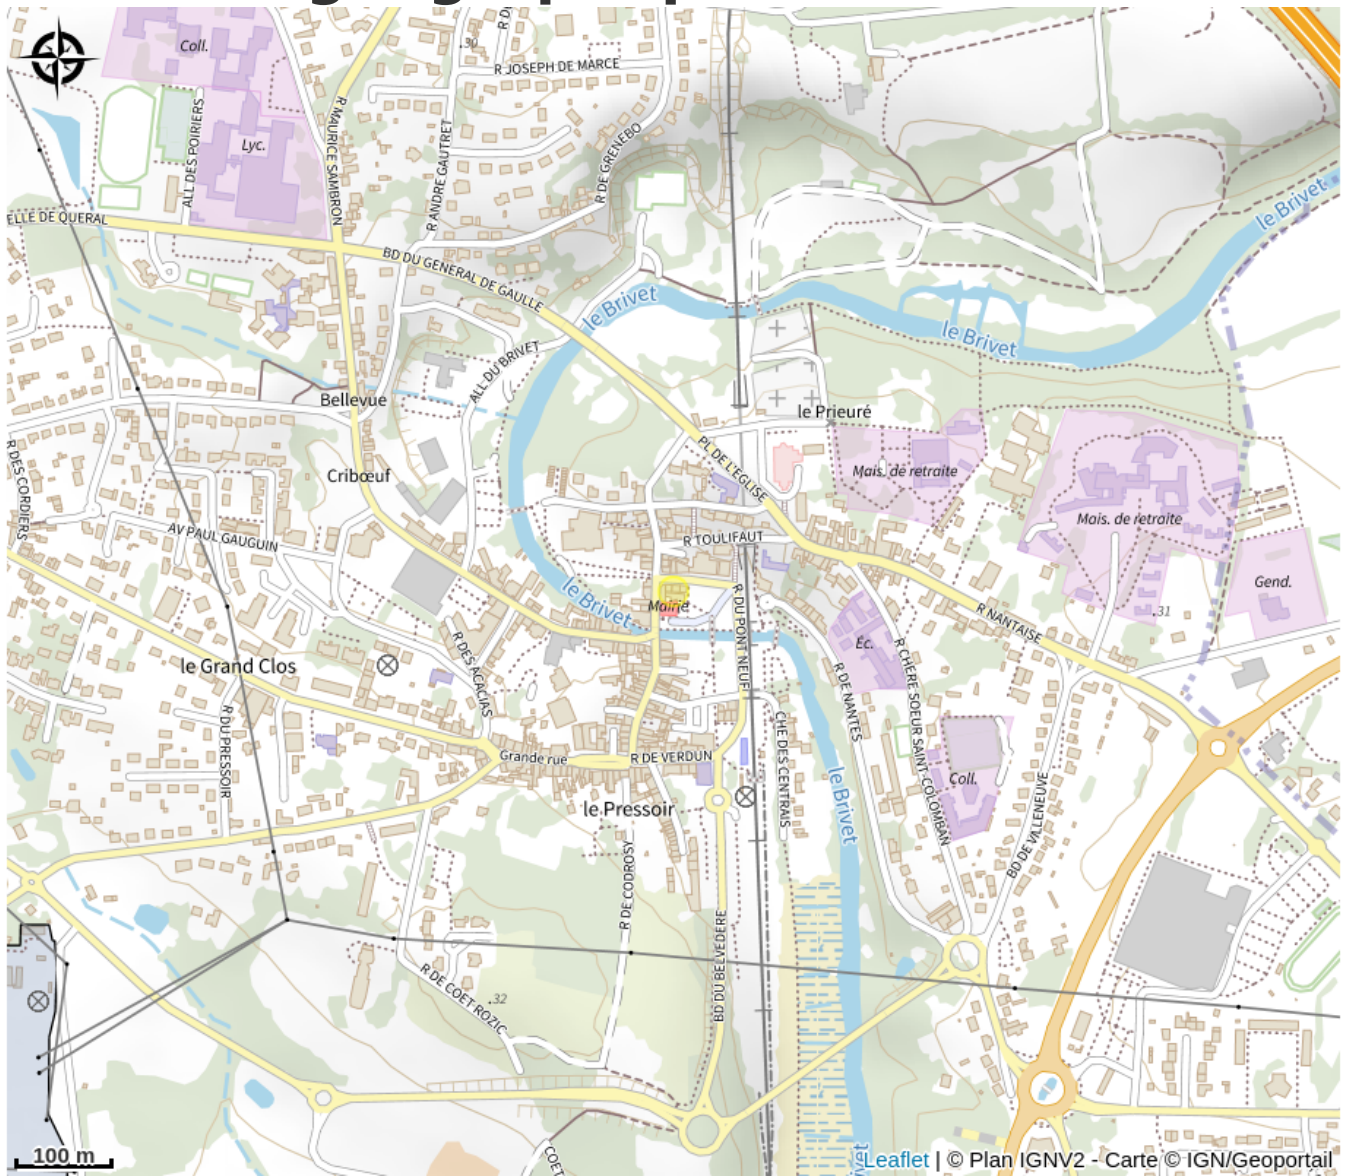 Coll.
.30
R JOSEPH DE MARCE
R MAURICE SAMBRON
ALL DES POIRIERS
Lyc.
R ANDRE GAUTRET
R DE GRENEBO
le Brivet
ELLE DE QUERAL
BD DU GENERAL DE GAULLE
le Brivet
le Brivet
ALL DU BRIVET
Bellevue
le Prieuré
R DES CORDIERS
Cribœuf
PL DE L'EGLISE
Mais. de retraite
Mais. de retraite
AV PAUL GAUGUIN
R TOULIFAUT
Gend.
le Brivet
Mairie
R DU PONT NEUF
R NANTAISE
.31
Éc.
R CHERE SOEUR SAINT-COLOMBAN
R DES ACACIAS
le Grand Clos
R DE NANTES
R DU PRESSOIR
Grande rue
R DE VERDUN
CHE DES CENTRAIS
Coll.
le Brivet
le Pressoir
BD DE VALENEUVE
R DE CODROSY
BD DU BELVEDERE
R DE COET ROZIC
.32
COET
100 m
Leaflet | © Plan IGNV2 - Carte © IGN/Geoportail